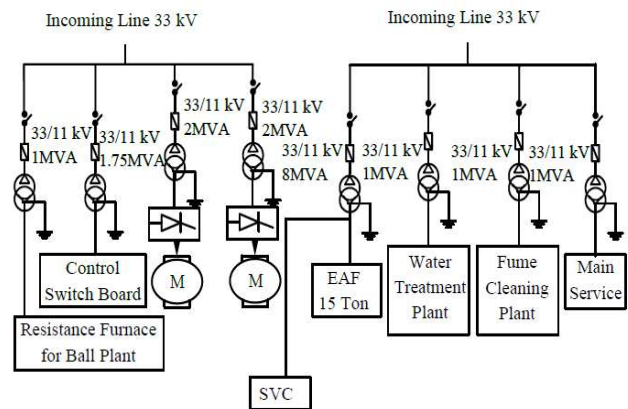 Incoming Line 33 kV
Incoming Line 33 kV
33/11 kV
1MVA
33/11 kV
1.75MVA
33/11 kV
2MVA
33/11 kV
2MVA
33/11 kV
8MVA
33/11 kV
1MVA
33/11 kV
1MVA
33/11 kV
1MVA
M
M
Control
Switch Board
Resistance Furnace
for Ball Plant
EAF
15 Ton
Water
Treatment
Plant
Fume
Cleaning
Plant
Main
Service
SVC